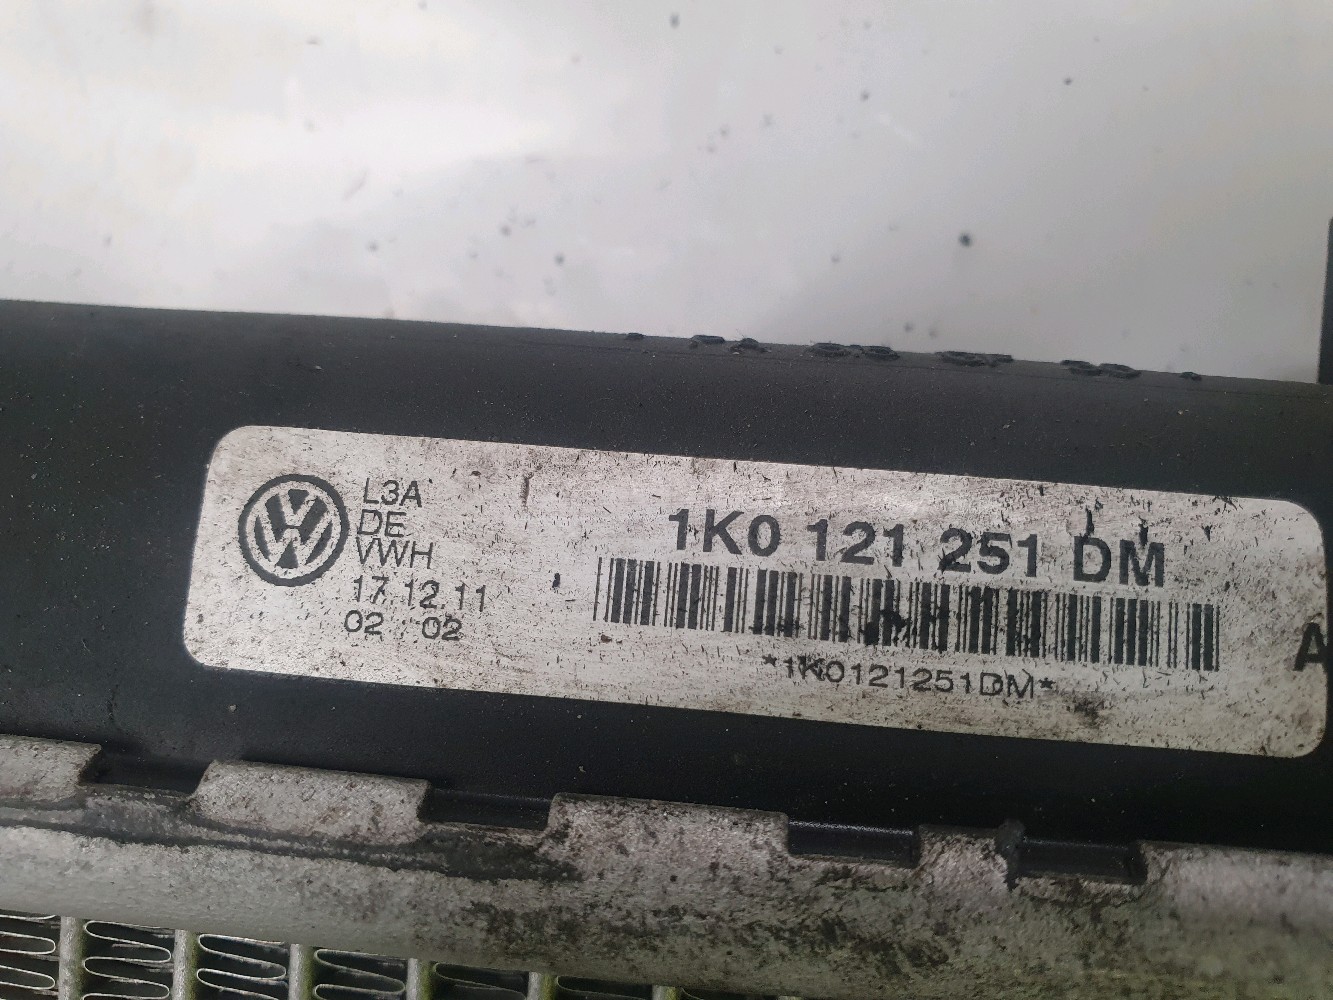 L3A
DE
VWH
17.12.11
02 02
1K0 121 251 DM
*1K0121251DM*
A